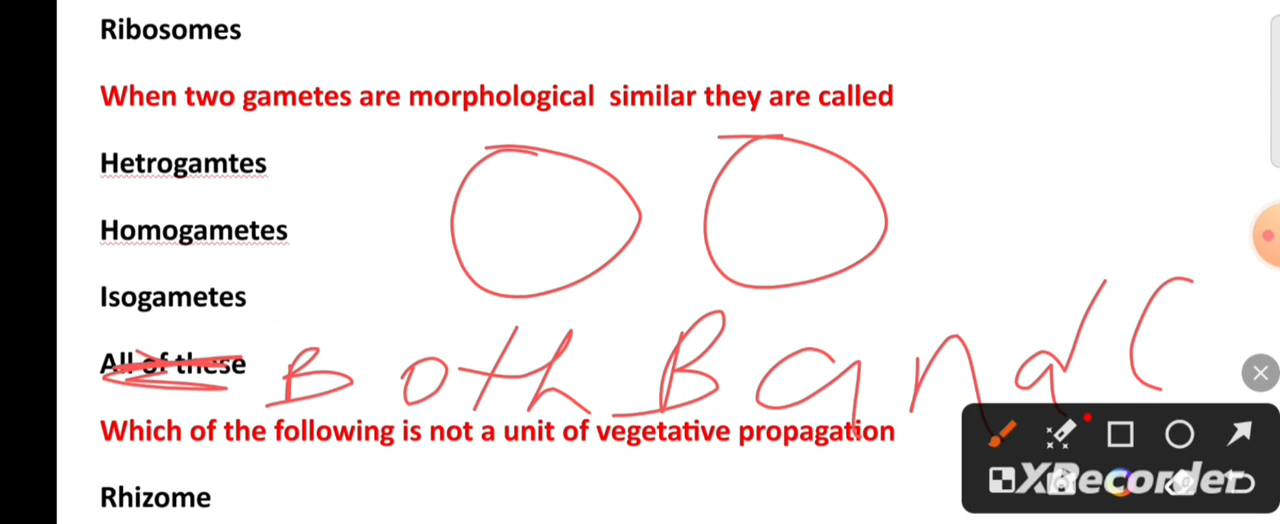 Ribosomes
When two gametes are morphological similar they are called
Hetrogamtes
Homogametes
Isogametes
All of these Both B and C
Which of the following is not a unit of vegetative propagation
Rhizome
XRecorder